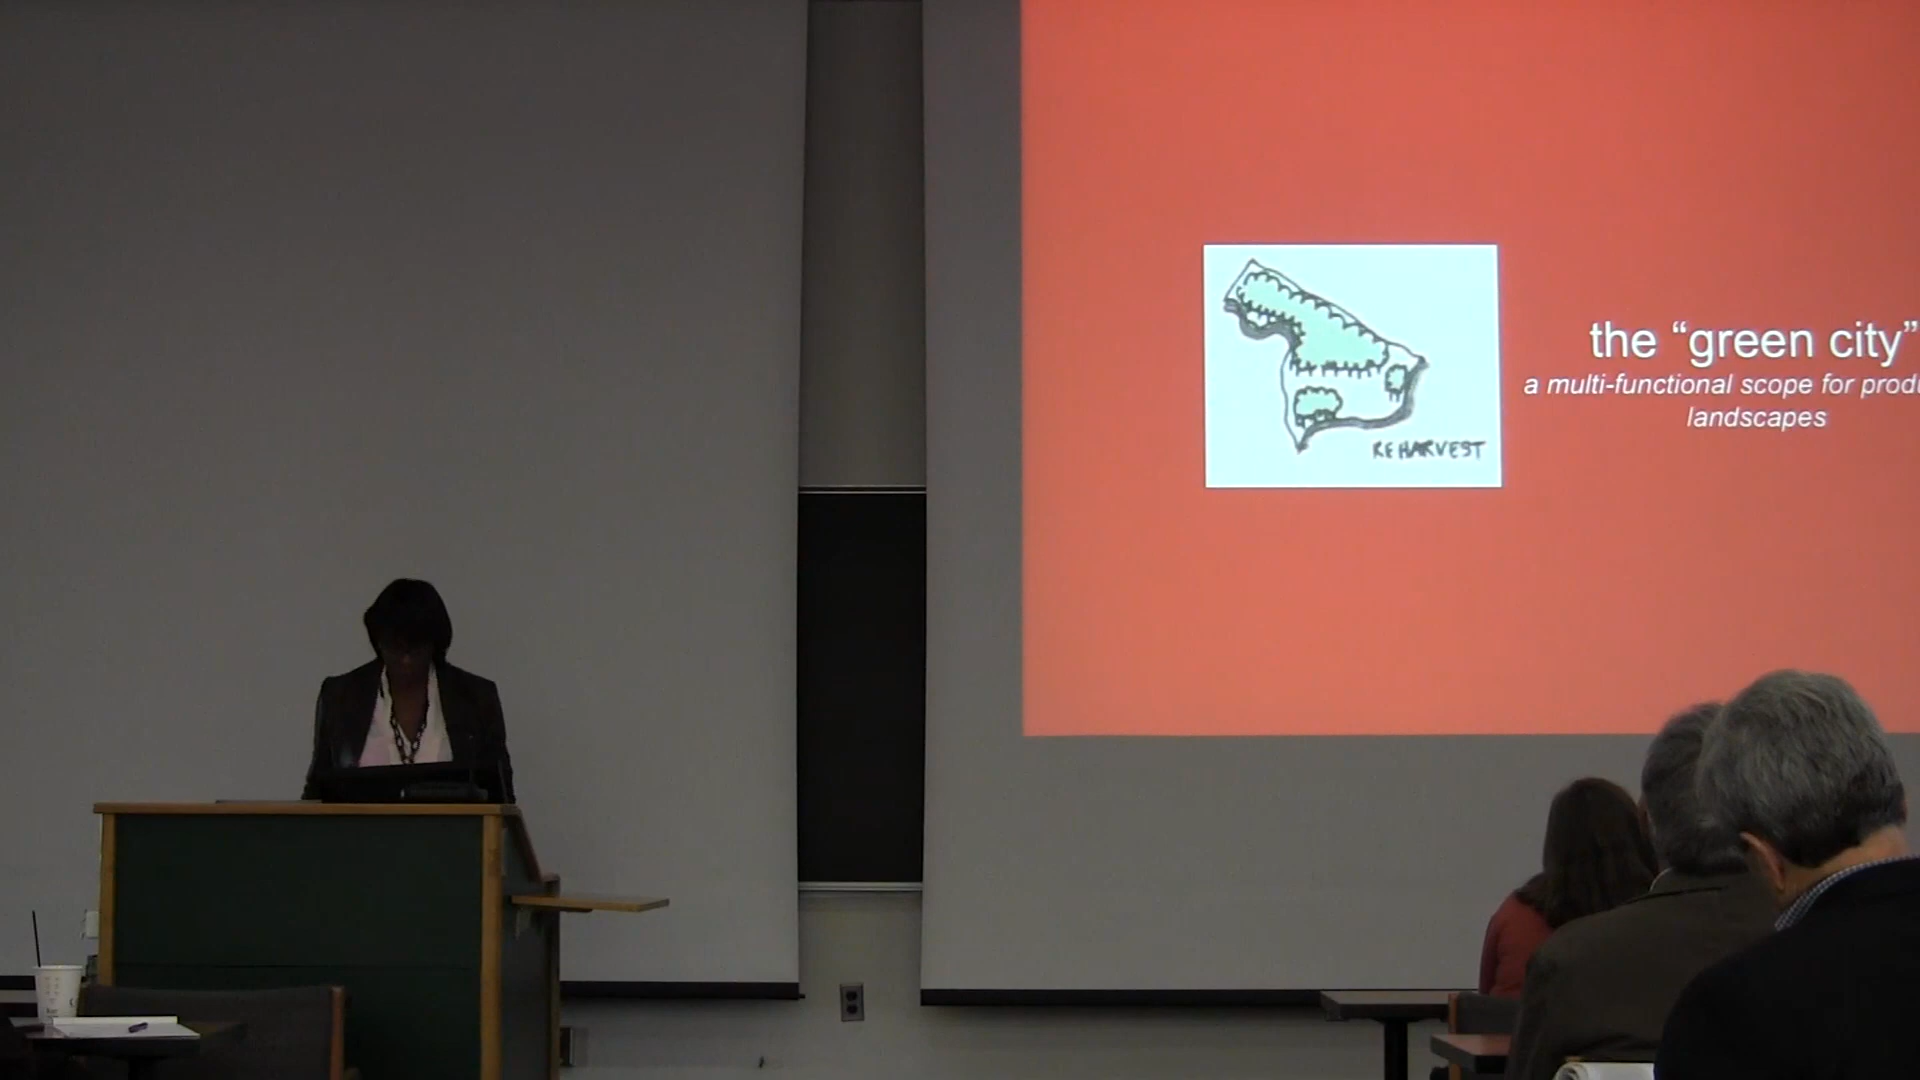 the “green city”
a multi-functional scope for produ
landscapes
REHARVEST